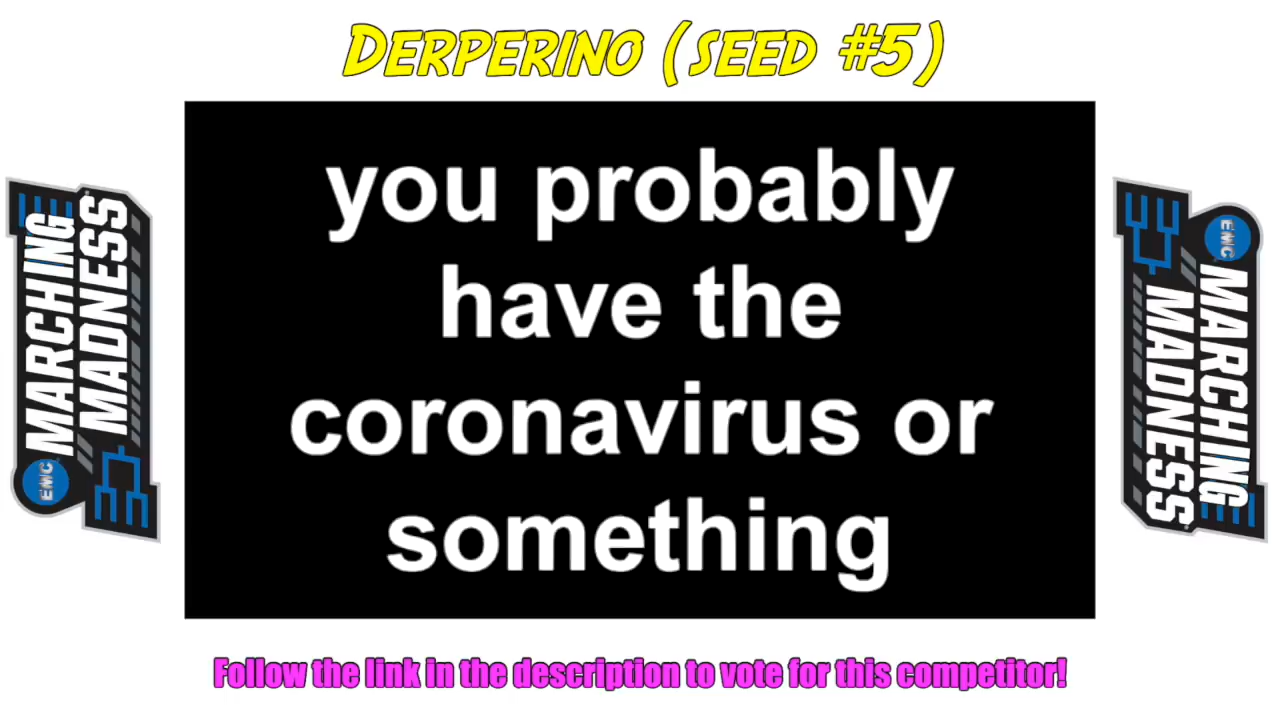 Derperino (seed #5)
you probably
have the
coronavirus or
something
MARCHING
MADNESS
EMC
EMC
MARCHING
MADNESS
Follow the link in the description to vote for this competitor!